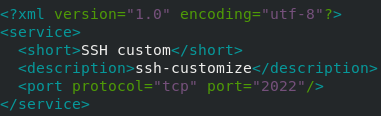 <?xml version="1.0" encoding="utf-8"?>
<service>
  <short>SSH custom</short>
  <description>ssh-customize</description>
  <port protocol="tcp" port="2022"/>
</service>